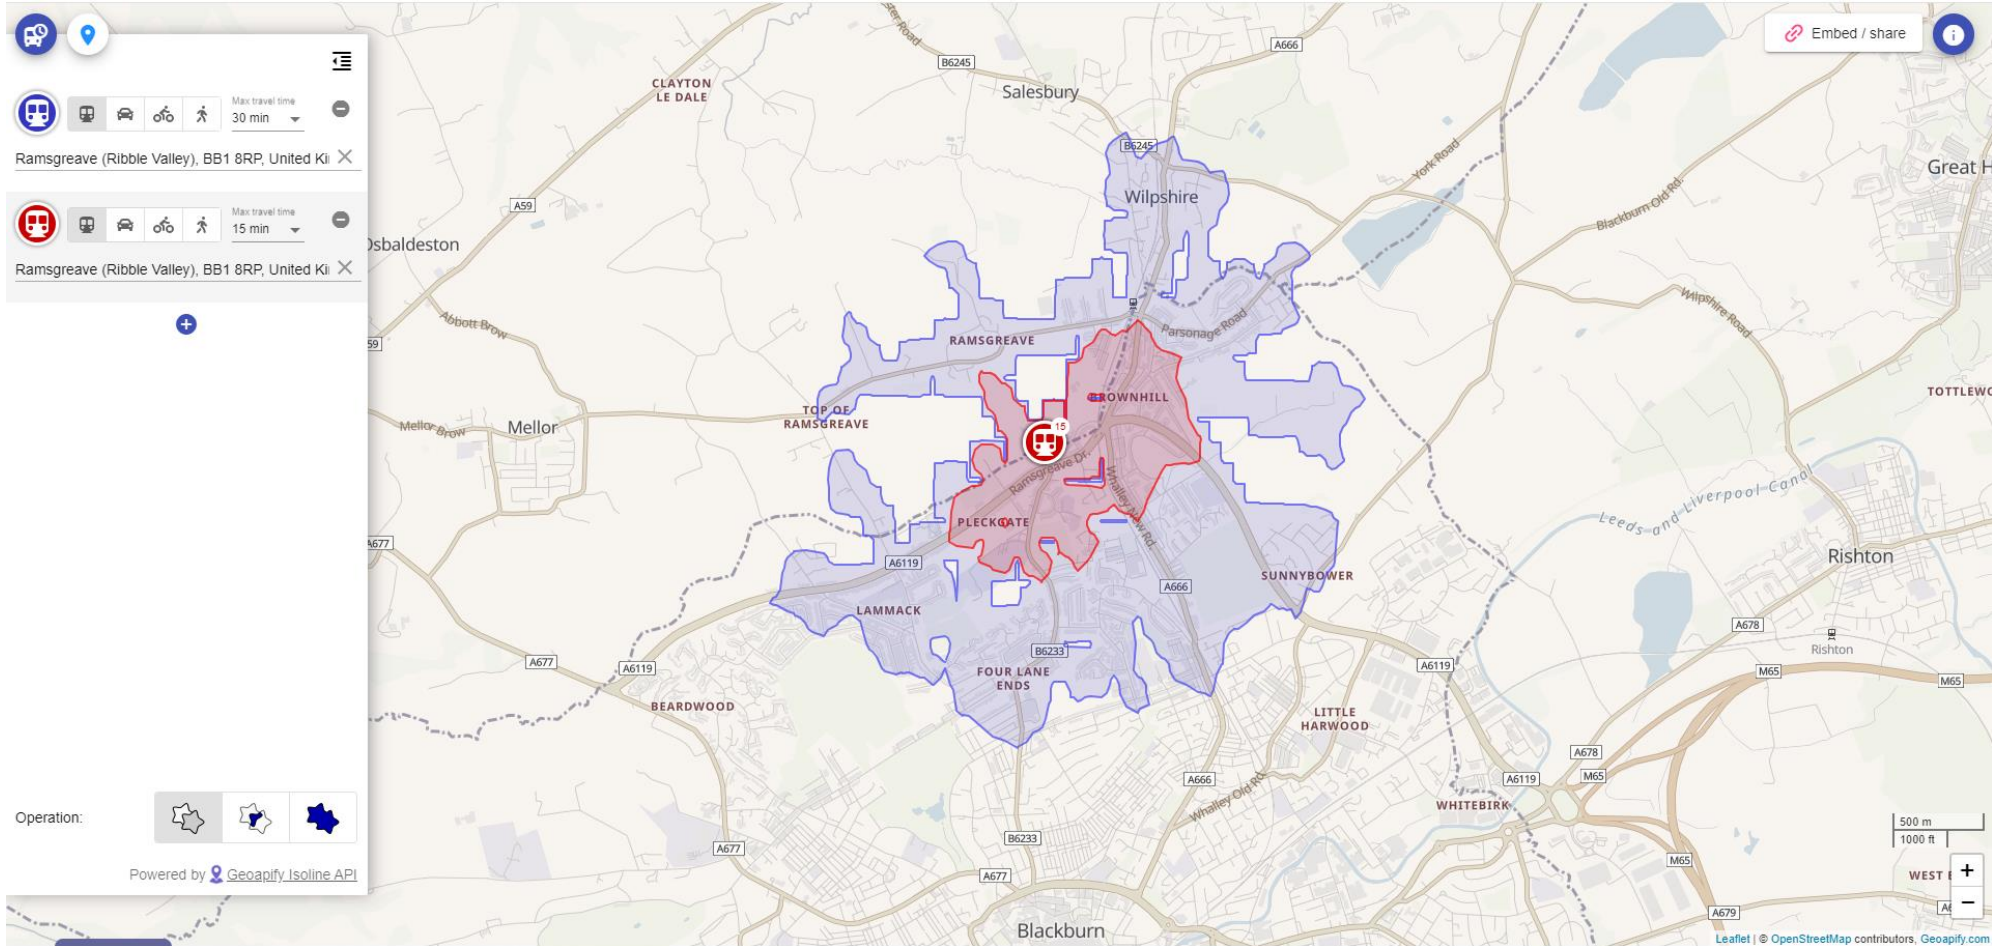 Max travel time
30 min
Ramsgreave (Ribble Valley), BB1 8RP, United Ki
Max travel time
15 min
Ramsgreave (Ribble Valley), BB1 8RP, United Ki
Operation:
Powered by Geoapify Isoline API
Embed / share
A666
B6245
CLAYTON
LE DALE
Salesbury
B6245
York Road
Great H
Wilpshire
A59
Blackburn Old Rd.
Osbaldeston
Abbott Brow
59
Wilpshire Road
Parsonage Road
RAMSGREAVE
BROWNHILL
TOTTLEWO
TOP OF
RAMSGREAVE
Mellor Brow
Mellor
15
Ramsgreave Dr.
Whalley New Rd.
Leeds and Liverpool Canal
PLECKGATE
A677
A6119
A666
SUNNYBOWER
Rishton
LAMMACK
A678
Rishton
B6233
A677
A6119
A6119
M65
M65
FOUR LANE
ENDS
BEARDWOOD
LITTLE
HARWOOD
A678
A666
M65
A6119
Whalley Old Rd.
WHITEBIRK
500 m
1000 ft
B6233
A677
M65
A677
WEST
+
−
A679
Blackburn
Leaflet | © OpenStreetMap contributors, Geoapify.com